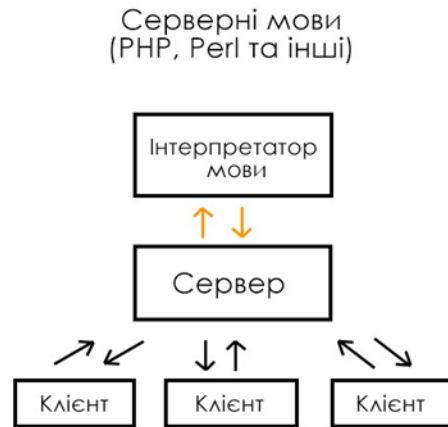 Серверні мови
(PHP, Perl та інші)
Інтерпретатор
мови
Сервер
Клієнт
Клієнт
Клієнт